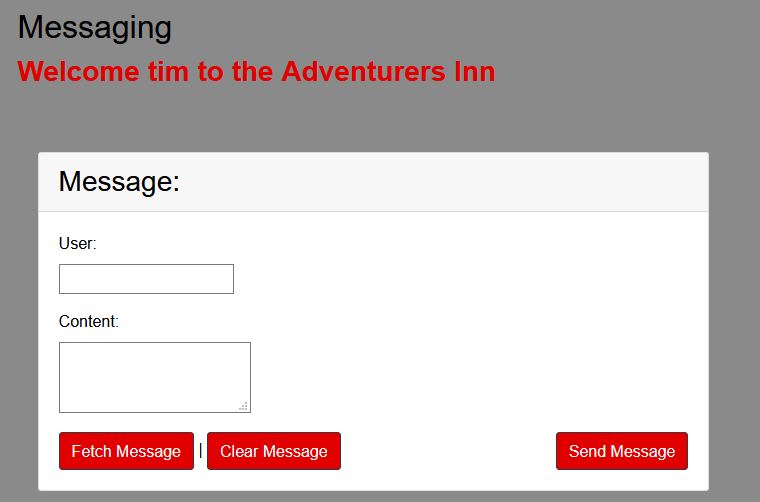 Messaging
Welcome tim to the Adventurers Inn
Message:
User:
Content:
Fetch Message | Clear Message Send Message